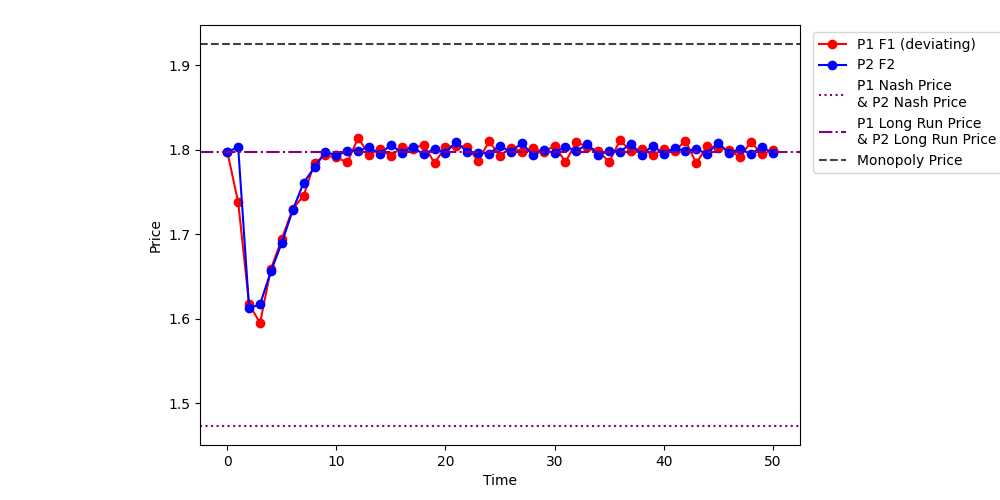 1.9
1.8
1.7
1.6
1.5
Price
0
10
20
30
40
50
Time
P1 F1 (deviating)
P2 F2
P1 Nash Price
& P2 Nash Price
P1 Long Run Price
& P2 Long Run Price
Monopoly Price